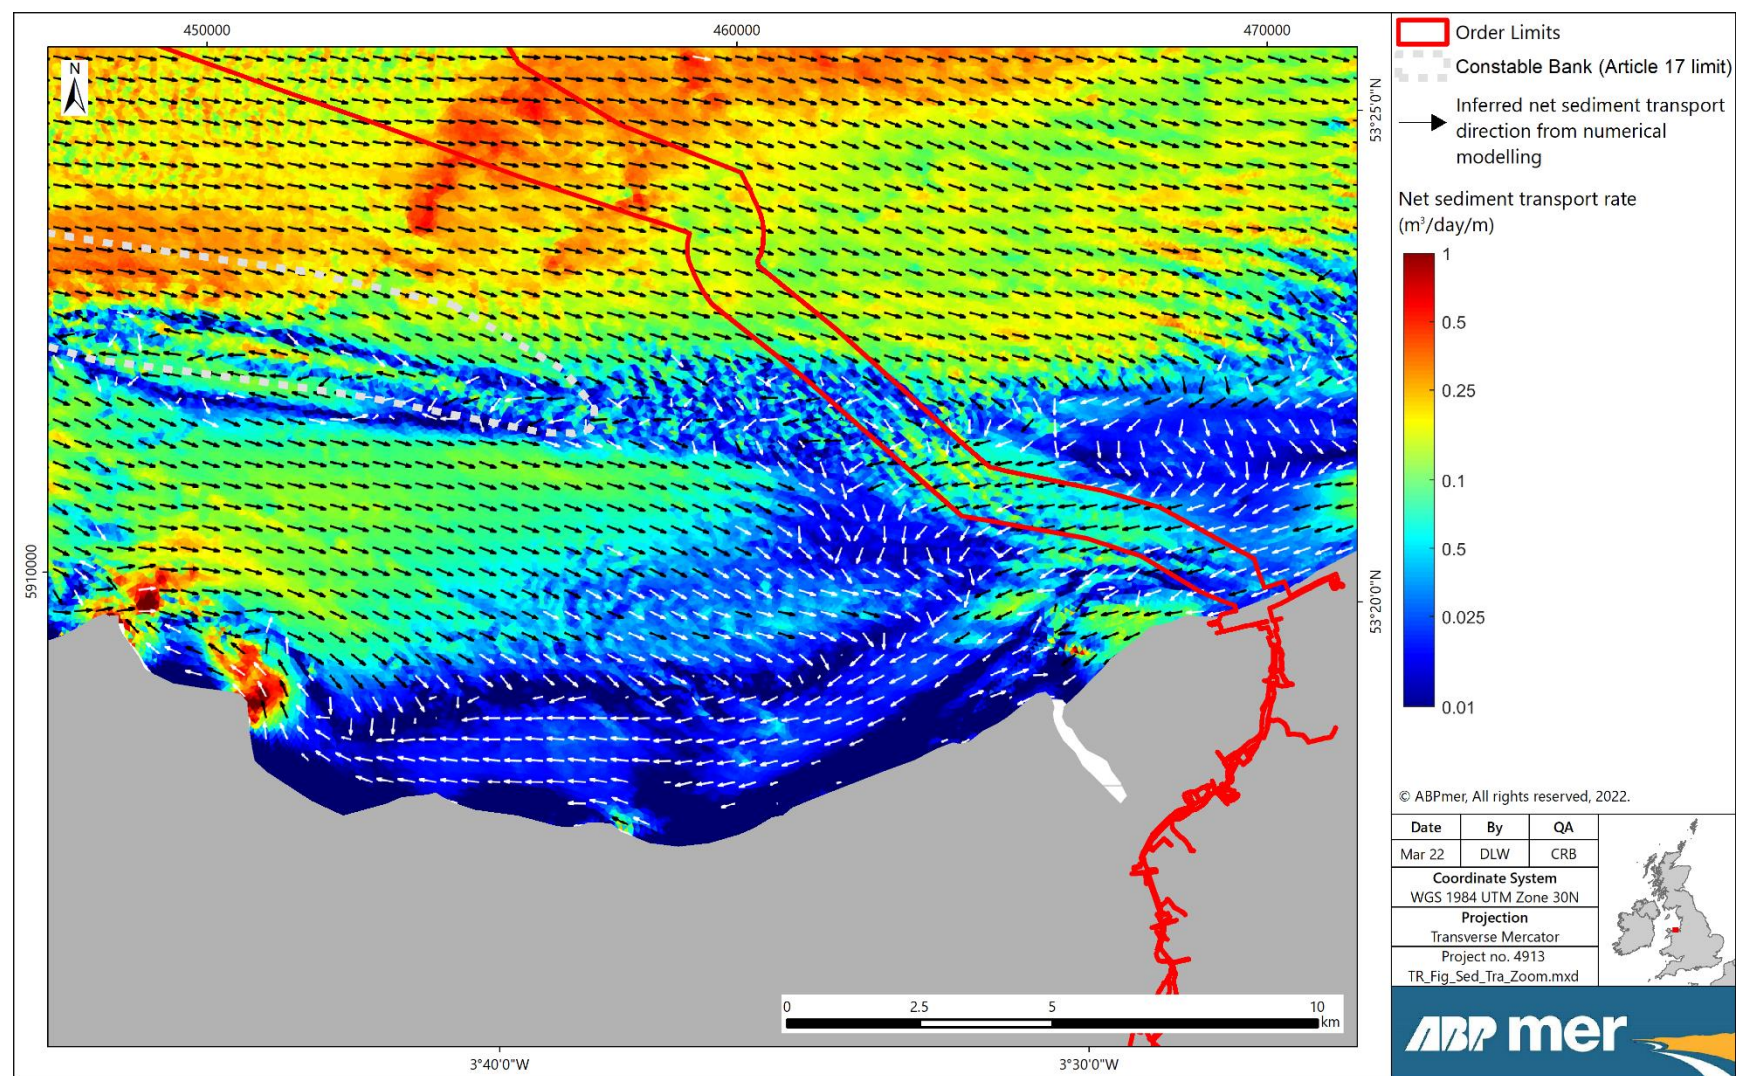 450000
460000
470000
N
53°25'0"N
5910000
53°20'0"N
0
2.5
5
10
km
3°40'0"W
3°30'0"W
Order Limits
Constable Bank (Article 17 limit)
Inferred net sediment transport
direction from numerical
modelling
Net sediment transport rate
(m³/day/m)
1
0.5
0.25
0.1
0.5
0.025
0.01
© ABPmer, All rights reserved, 2022.
Date By QA
Mar 22 DLW CRB
Coordinate System
WGS 1984 UTM Zone 30N
Projection
Transverse Mercator
Project no. 4913
TR_Fig_Sed_Tra_Zoom.mxd
ABPmer